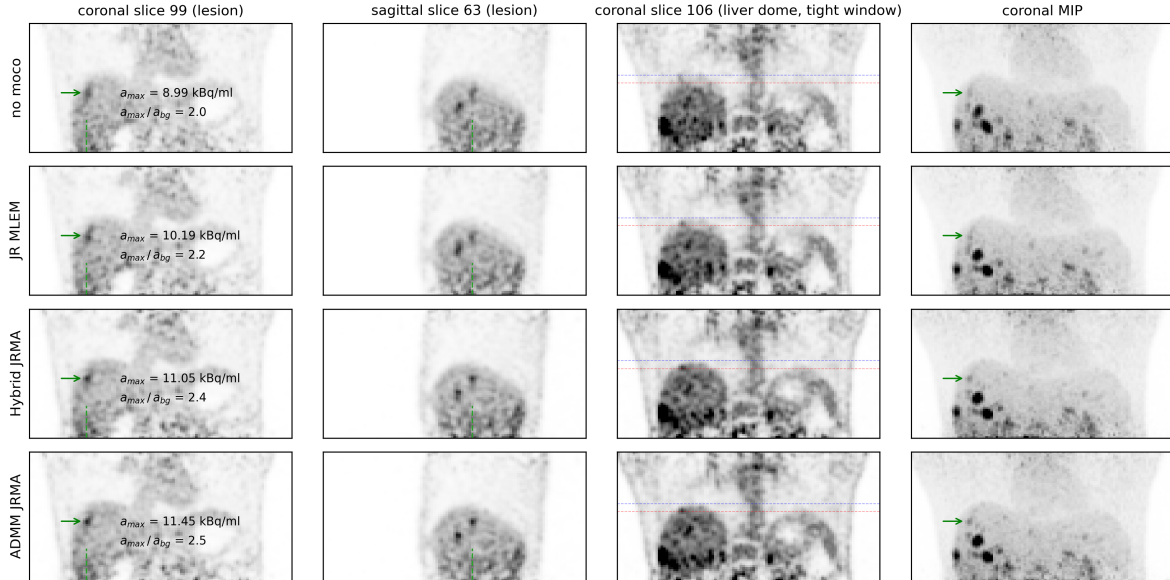 coronal slice 99 (lesion)
sagittal slice 63 (lesion)
coronal slice 106 (liver dome, tight window)
coronal MIP
no moco
a_max = 8.99 kBq/ml
a_max / a_bg = 2.0
JR MLEM
a_max = 10.19 kBq/ml
a_max / a_bg = 2.2
Hybrid JRMA
a_max = 11.05 kBq/ml
a_max / a_bg = 2.4
ADMM JRMA
a_max = 11.45 kBq/ml
a_max / a_bg = 2.5